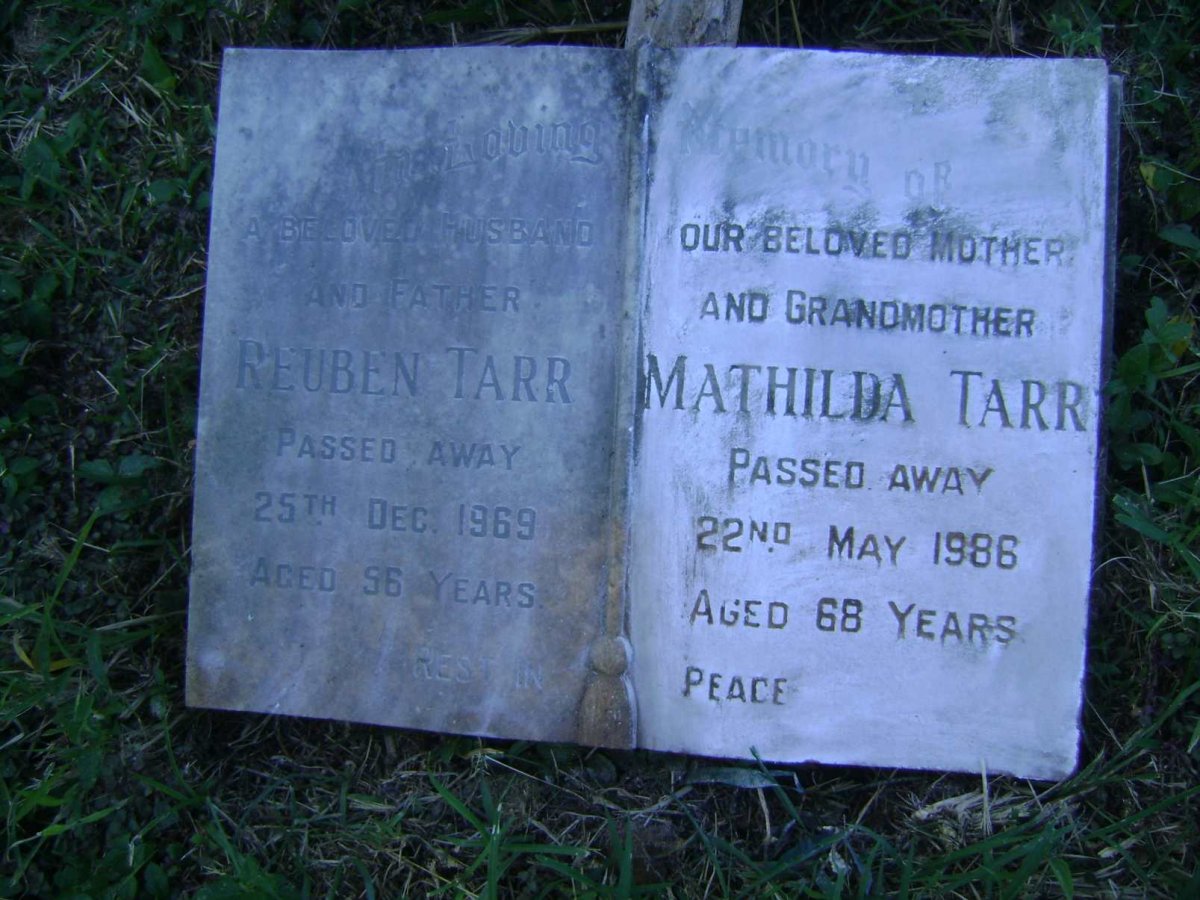 In Loving
A BELOVED HUSBAND
AND FATHER
REUBEN TARR
PASSED AWAY
25TH DEC. 1969
AGED 56 YEARS.
REST IN
Memory of
OUR BELOVED MOTHER
AND GRANDMOTHER
MATHILDA TARR
PASSED AWAY
22ND MAY 1986
AGED 68 YEARS
PEACE